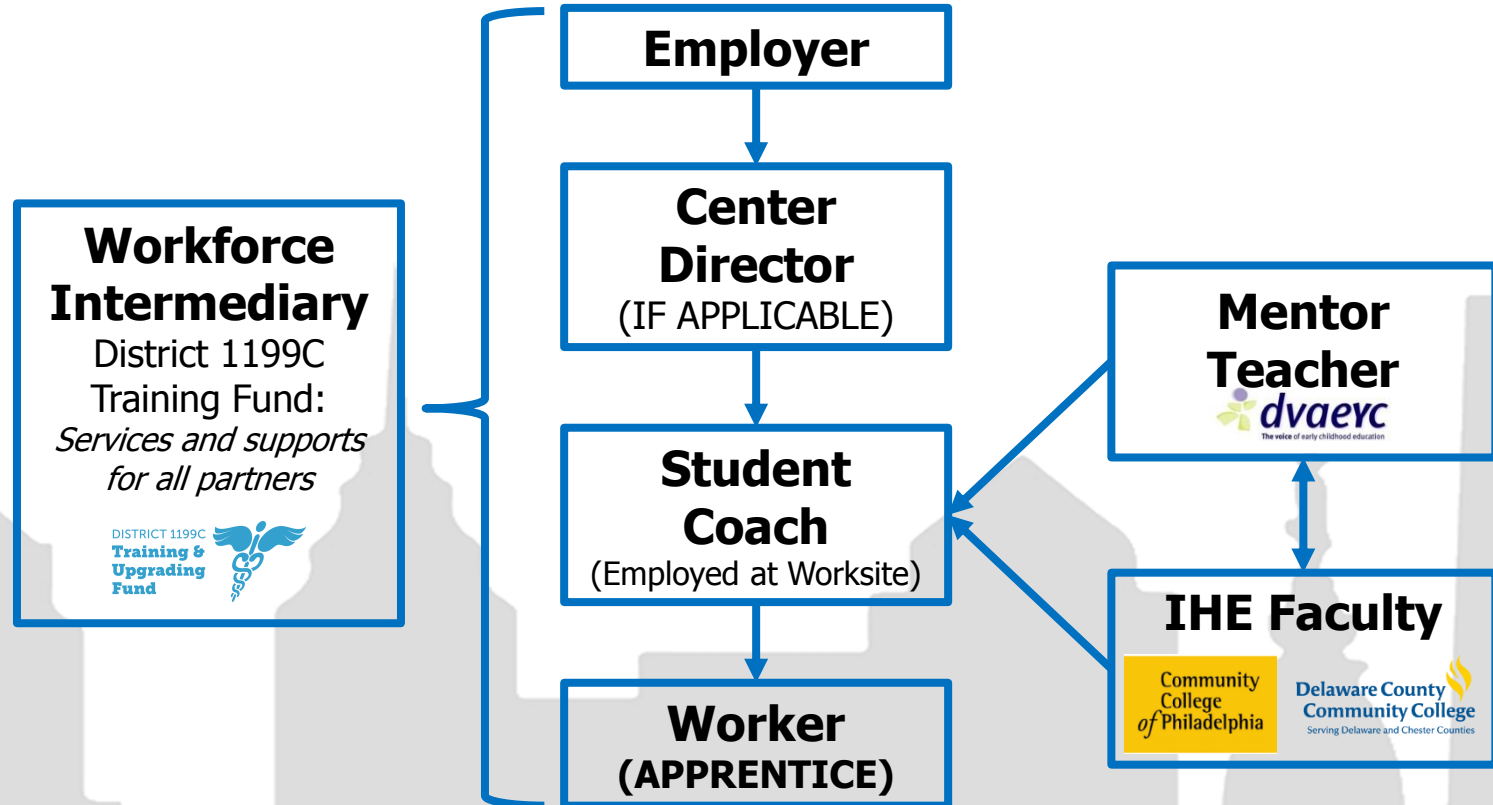 Employer
Workforce
Intermediary
District 1199C
Training Fund:
Services and supports
for all partners
DISTRICT 1199C
Training &
Upgrading
Fund
Center
Director
(IF APPLICABLE)
Student
Coach
(Employed at Worksite)
Worker
(APPRENTICE)
Mentor
Teacher
dvaeyc
The voice of early childhood education
IHE Faculty
Community
College
of Philadelphia
Delaware County
Community College
Serving Delaware and Chester Counties